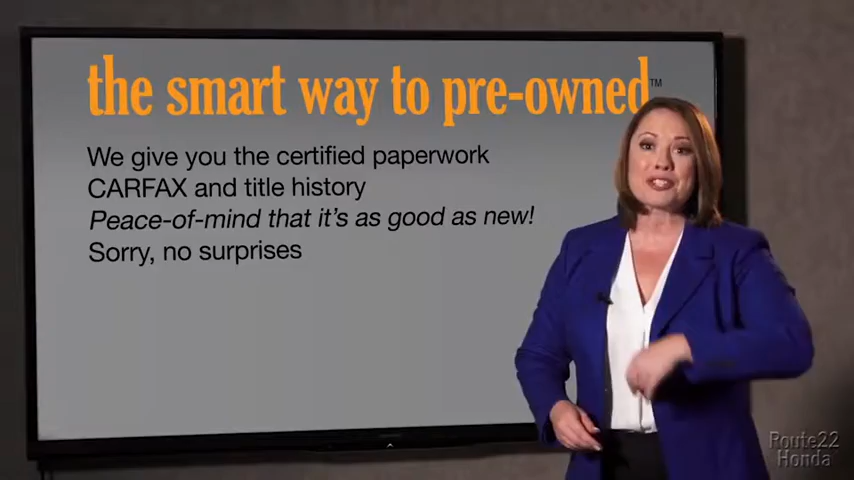 the smart way to pre-owned™
We give you the certified paperwork
CARFAX and title history
Peace-of-mind that it's as good as new!
Sorry, no surprises
Route22
Honda